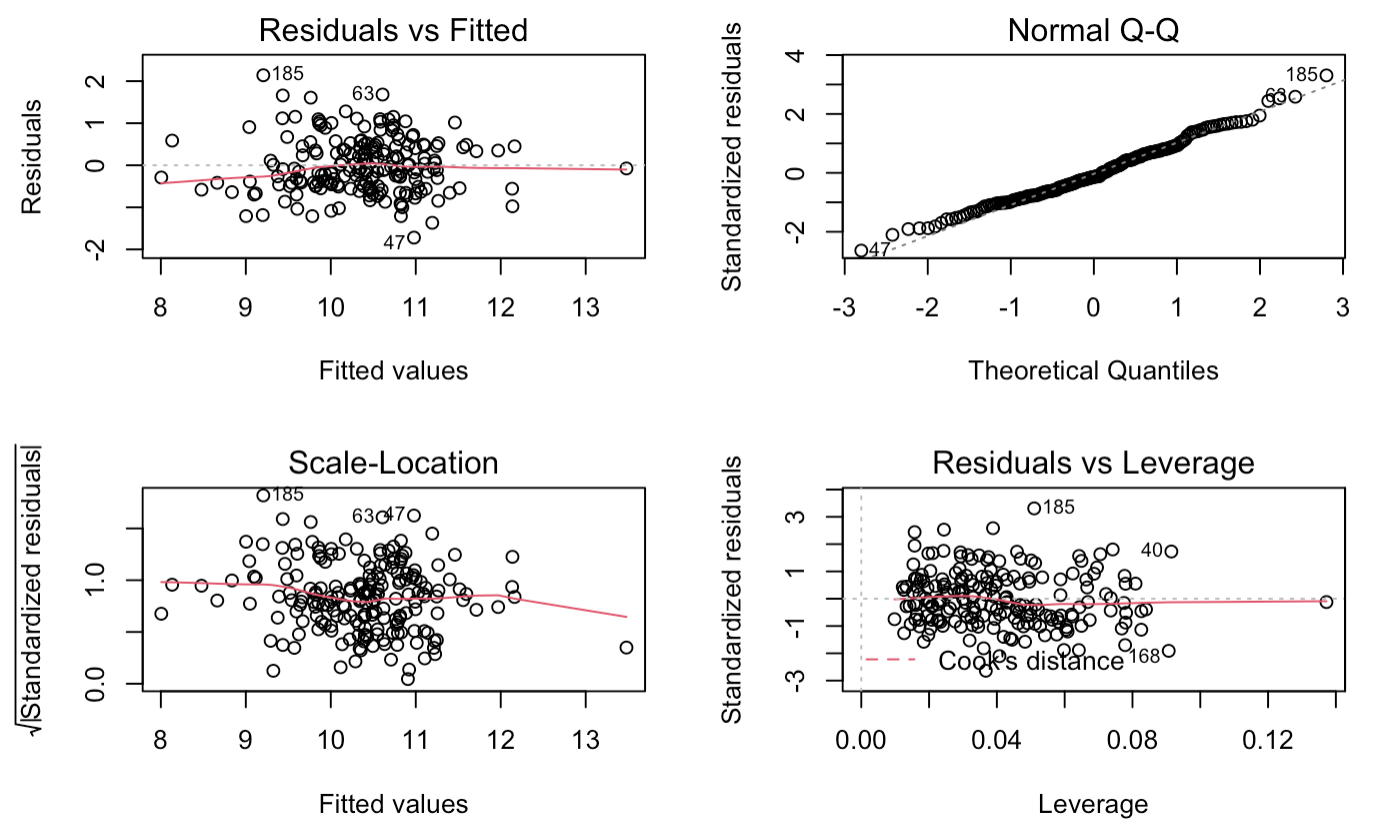 Residuals vs Fitted
Residuals
2
1
0
-2
185
63
47
8 9 10 11 12 13
Fitted values
Normal Q-Q
Standardized residuals
4
2
0
-2
185
63
47
-3 -2 -1 0 1 2 3
Theoretical Quantiles
Scale-Location
√|Standardized residuals|
1.0
0.0
185
63 47
8 9 10 11 12 13
Fitted values
Residuals vs Leverage
Standardized residuals
3
1
-1
-3
185
40
168
Cook's distance
0.00 0.04 0.08 0.12
Leverage